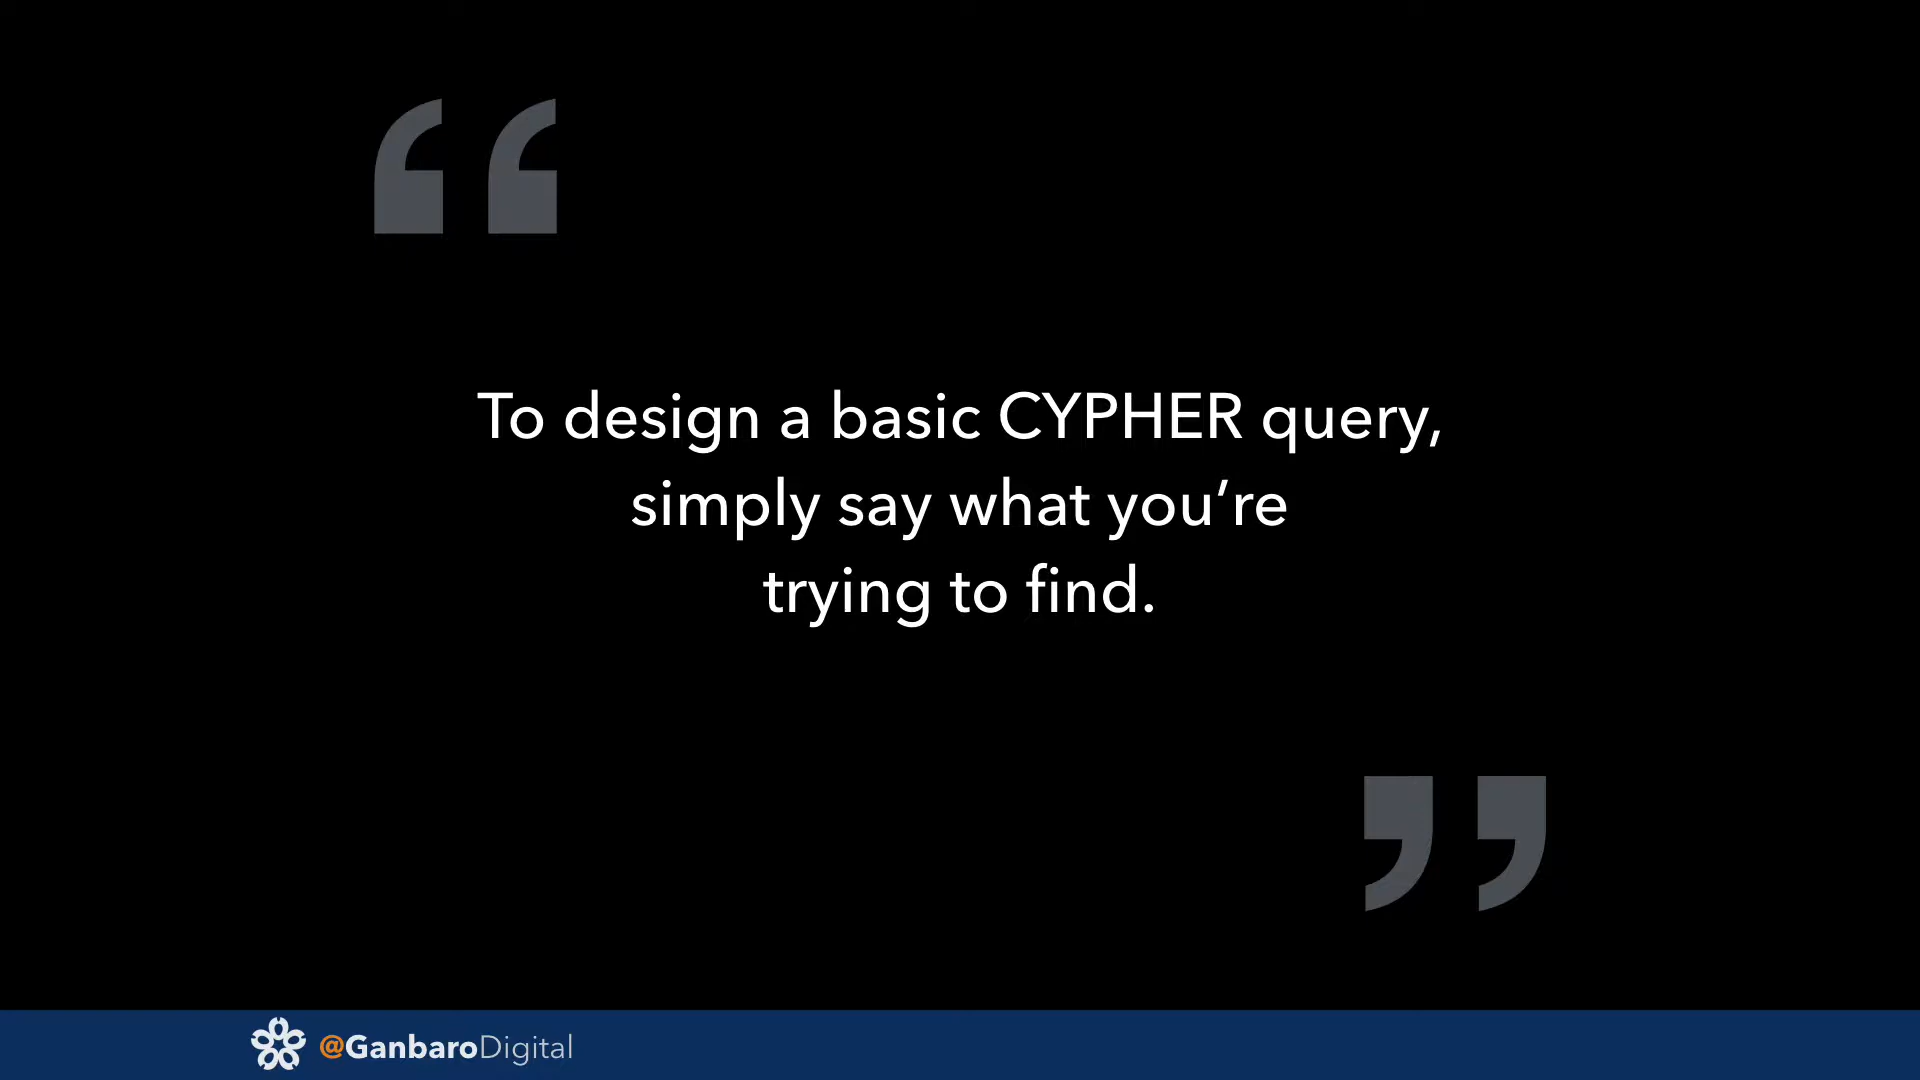 “
To design a basic CYPHER query,
simply say what you’re
trying to find.
”
@GanbaroDigital